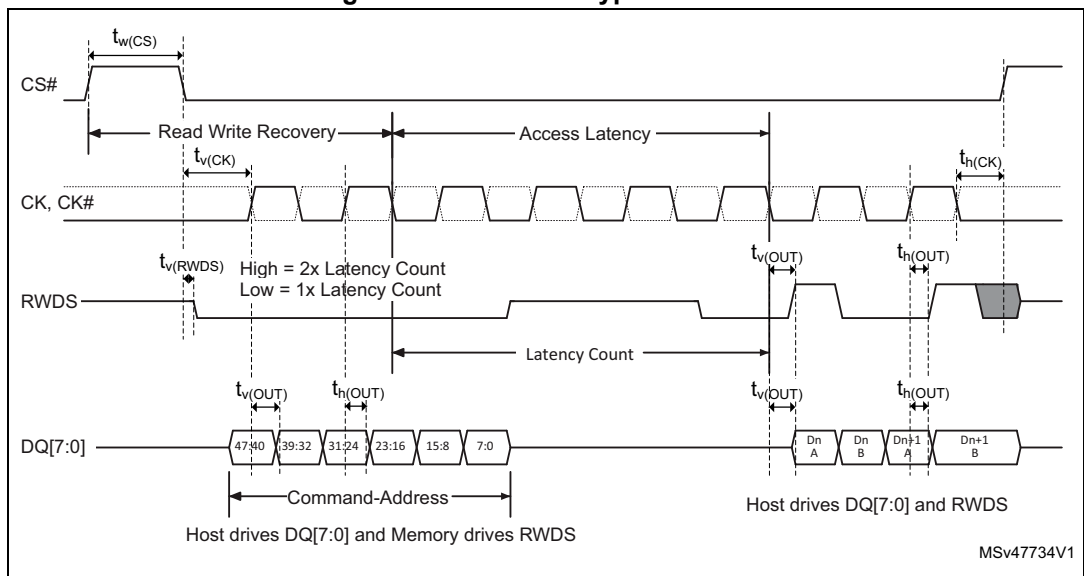 t_w(CS)
CS#
Read Write Recovery
Access Latency
t_v(CK)
t_h(CK)
CK, CK#
t_v(RWDS)
High = 2x Latency Count
Low = 1x Latency Count
t_v(OUT)
t_h(OUT)
RWDS
Latency Count
t_v(OUT)
t_h(OUT)
t_v(OUT)
t_h(OUT)
DQ[7:0]
47:40 39:32 31:24 23:16 15:8 7:0
Dn A
Dn B
Dn+1 A
Dn+1 B
Command-Address
Host drives DQ[7:0] and RWDS
Host drives DQ[7:0] and Memory drives RWDS
MSv47734V1